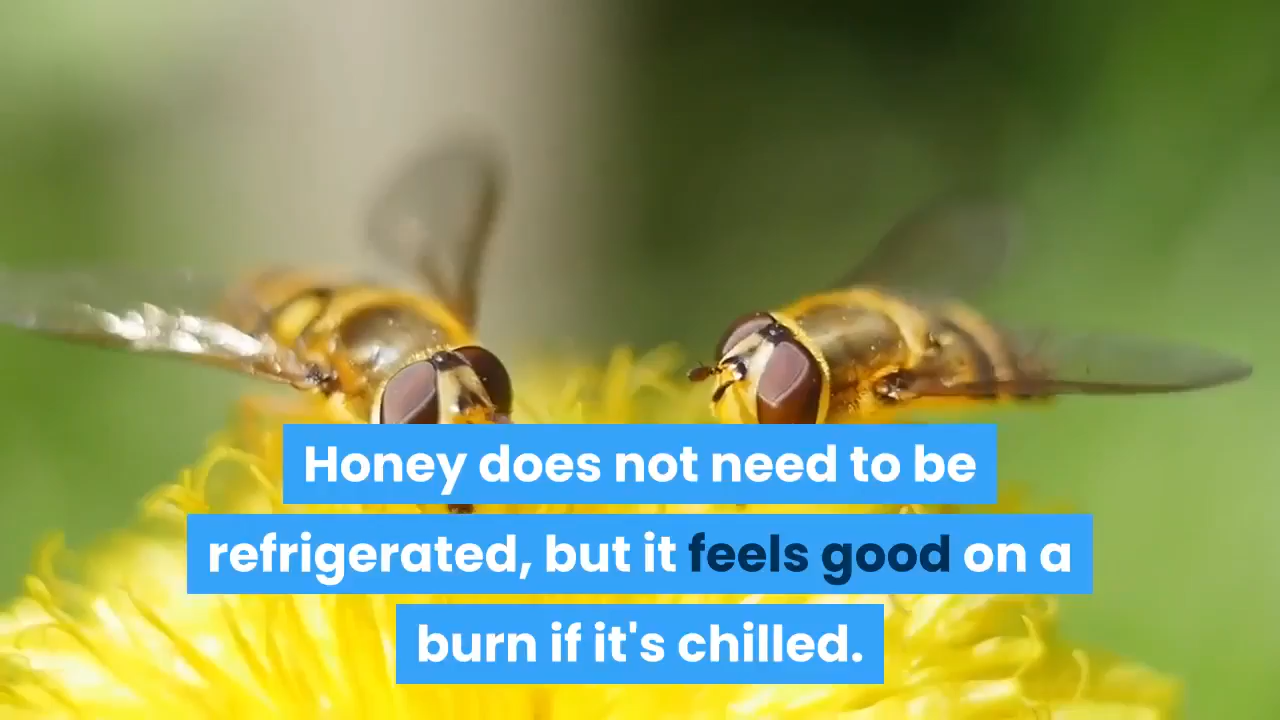 Honey does not need to be
refrigerated, but it feels good on a
burn if it's chilled.